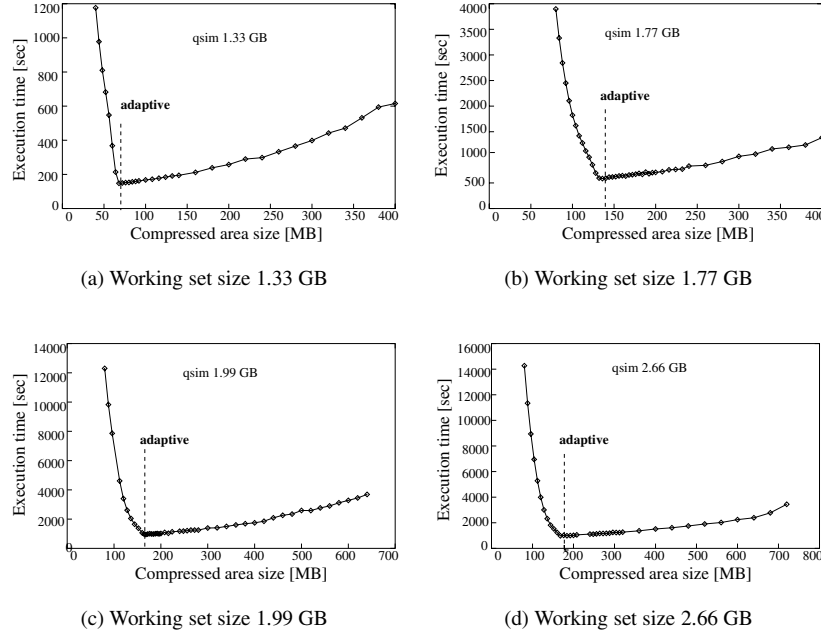 1200
1000
800
600
400
200
0
Execution time [sec]
qsim 1.33 GB
adaptive
0 50 100 150 200 250 300 350 400
Compressed area size [MB]
(a) Working set size 1.33 GB
4000
3500
3000
2500
2000
1500
1000
500
0
Execution time [sec]
qsim 1.77 GB
adaptive
0 50 100 150 200 250 300 350 400
Compressed area size [MB]
(b) Working set size 1.77 GB
14000
12000
10000
8000
6000
4000
2000
0
Execution time [sec]
qsim 1.99 GB
adaptive
0 100 200 300 400 500 600 700
Compressed area size [MB]
(c) Working set size 1.99 GB
16000
14000
12000
10000
8000
6000
4000
2000
0
Execution time [sec]
qsim 2.66 GB
adaptive
0 100 200 300 400 500 600 700 800
Compressed area size [MB]
(d) Working set size 2.66 GB